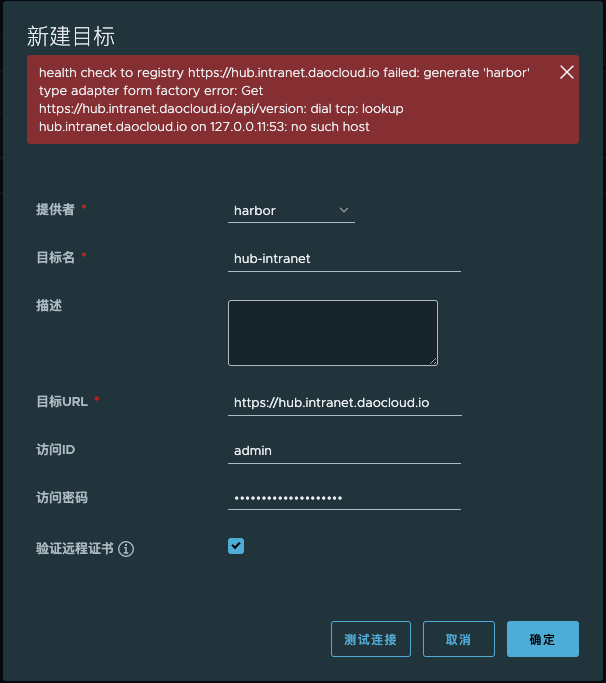 新建目标
health check to registry https://hub.intranet.daocloud.io failed: generate 'harbor'
type adapter form factory error: Get
https://hub.intranet.daocloud.io/api/version: dial tcp: lookup
hub.intranet.daocloud.io on 127.0.0.11:53: no such host
提供者 *
harbor
目标名 *
hub-intranet
描述
目标URL *
https://hub.intranet.daocloud.io
访问ID
admin
访问密码
••••••••••••••••••••
验证远程证书
测试连接
取消
确定